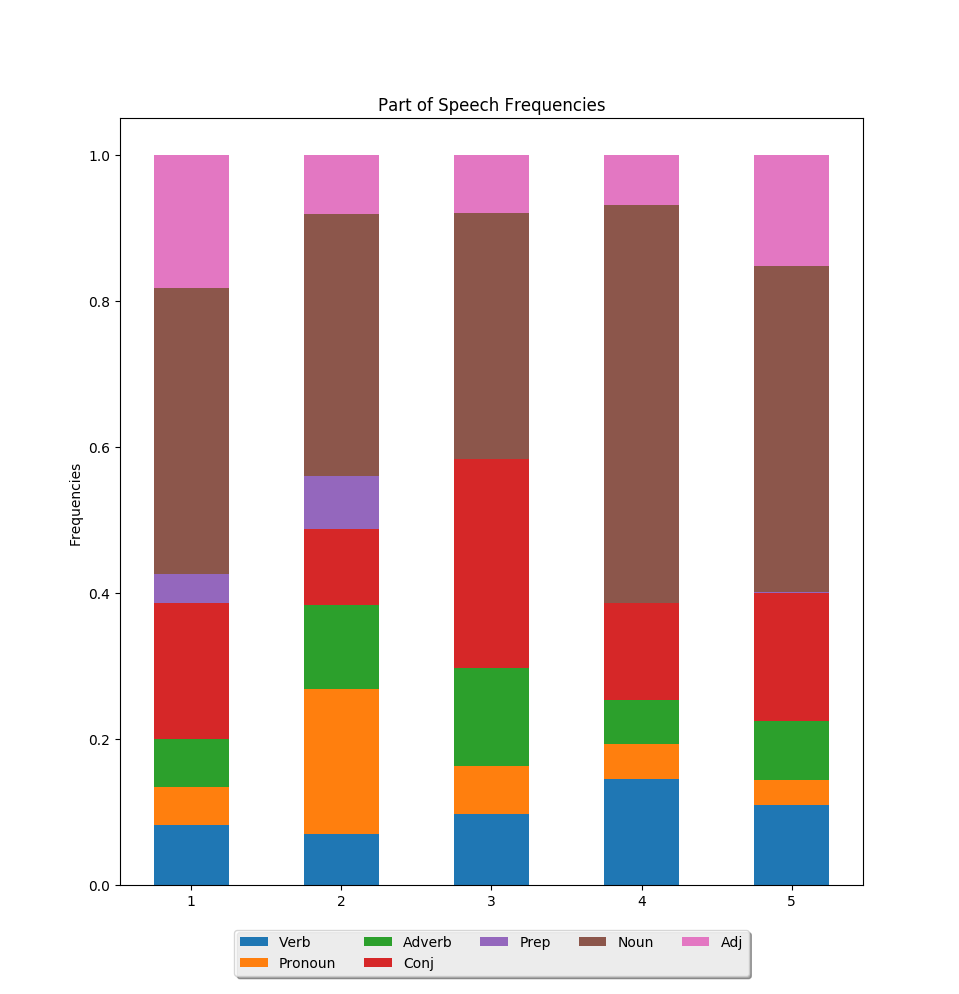 Part of Speech Frequencies
1.0
0.8
0.6
0.4
0.2
0.0
Frequencies
1 2 3 4 5
Verb Adverb Prep Noun Adj
Pronoun Conj